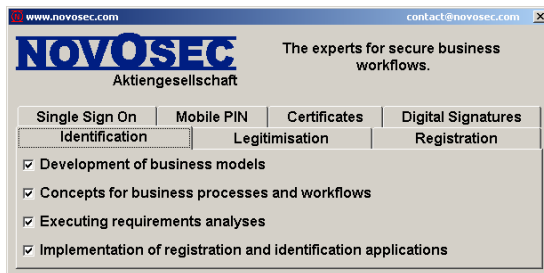 www.novosec.com contact@novosec.com
NOVOSEC
Aktiengesellschaft
The experts for secure business
workflows.
Single Sign On Mobile PIN Certificates Digital Signatures
Identification Legitimisation Registration
Development of business models
Concepts for business processes and workflows
Executing requirements analyses
Implementation of registration and identification applications